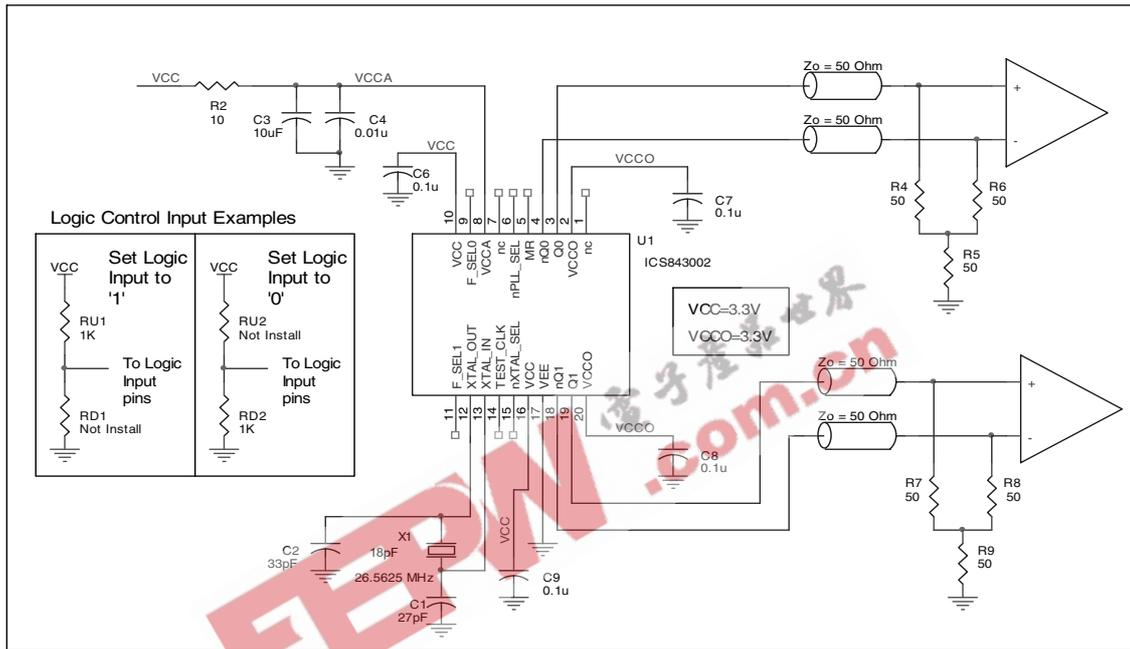 VCC
R2
10
VCCA
C3
10uF
C4
0.01u
VCC
C6
0.1u
VCCO
C7
0.1u
Zo = 50 Ohm
Zo = 50 Ohm
+
-
R4
50
R6
50
R5
50
Logic Control Input Examples
VCC
Set Logic
Input to
'1'
RU1
1K
To Logic
Input
pins
RD1
Not Install
VCC
Set Logic
Input to
'0'
RU2
Not Install
To Logic
Input
pins
RD2
1K
10
9
8
7
6
5
4
3
2
1
VCC
F_SEL0
VCCA
nc
nPLL_SEL
MR
nQ0
Q0
VCCO
nc
U1
ICS843002
F_SEL1
XTAL_OUT
XTAL_IN
TEST_CLK
nXTAL_SEL
VCC
VEE
nQ1
Q1
VCCO
11
12
13
14
15
16
17
18
19
20
VCC=3.3V
VCCO=3.3V
Zo = 50 Ohm
Zo = 50 Ohm
+
-
R7
50
R8
50
R9
50
VCCO
C8
0.1u
VCC
C9
0.1u
C2
33pF
X1
18pF
26.5625 MHz
C1
27pF
電子產品世界
EEPW
.com.cn